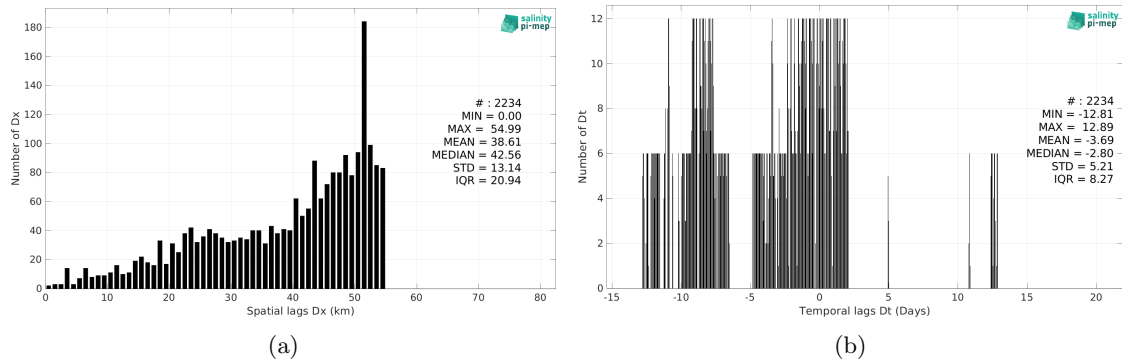 salinity
pi-mep
180
160
140
120
100
80
60
40
20
0
Number of Dx
# : 2234
MIN = 0.00
MAX = 54.99
MEAN = 38.61
MEDIAN = 42.56
STD = 13.14
IQR = 20.94
0 10 20 30 40 50 60 70 80
Spatial lags Dx (km)
(a)
salinity
pi-mep
12
10
8
6
4
2
0
Number of Dt
# : 2234
MIN = -12.81
MAX = 12.89
MEAN = -3.69
MEDIAN = -2.80
STD = 5.21
IQR = 8.27
-15 -10 -5 0 5 10 15 20
Temporal lags Dt (Days)
(b)